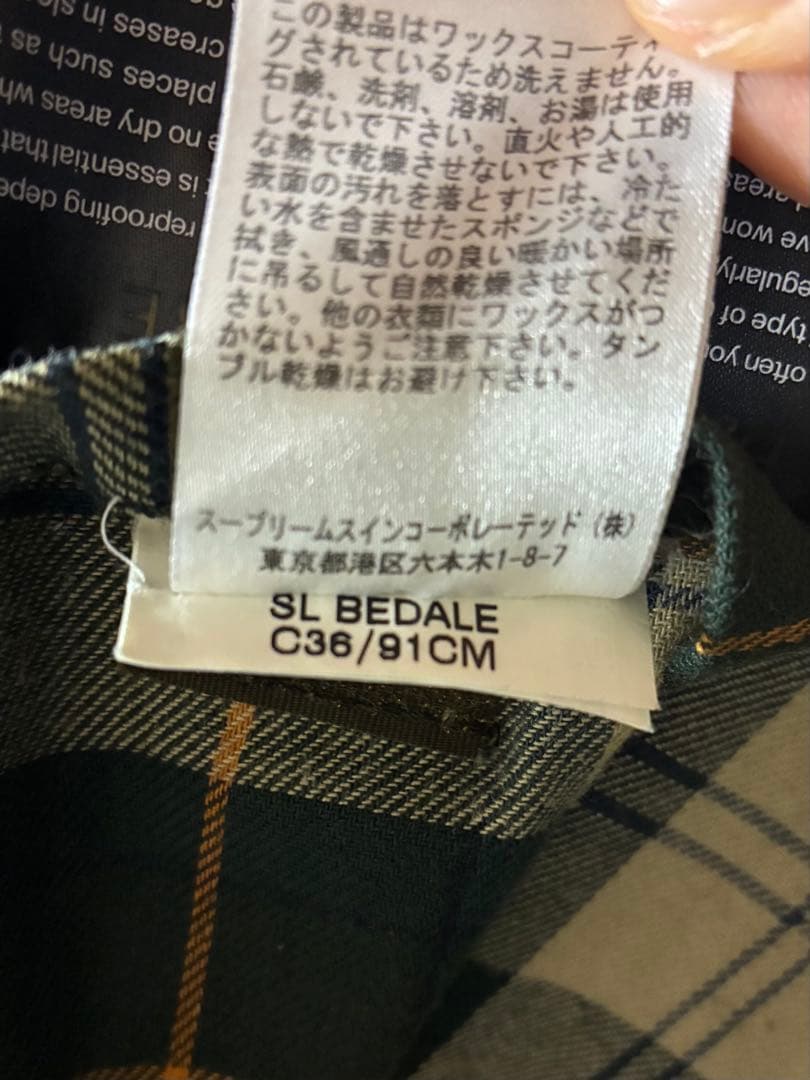 この製品はワックスコーティ
グされているため洗えません。
石鹸、洗剤、溶剤、お湯は使用
しないで下さい。直火や人工的
な熱で乾燥させないで下さい。
表面の汚れを落とすには、冷た
い水を含ませたスポンジなどで
拭き、風通しの良い暖かい場所
に吊るして自然乾燥させてくだ
さい。他の衣類にワックスがつ
かないようご注意下さい。タン
ブル乾燥はお避け下さい。
スープリームスインコーポレーテッド(株)
東京都港区六本木1-8-7
SL BEDALE
C36/91CM
often you
type of
regularly
areas
reproofing depe
is essential that
no dry areas wh
places such as
creases in sle